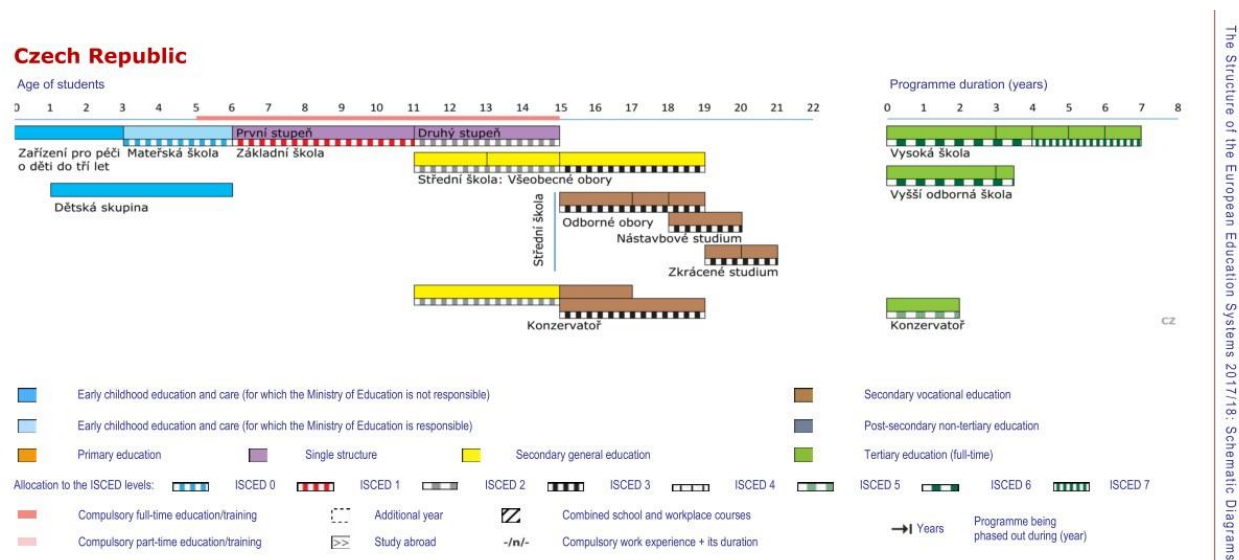 Czech Republic
Age of students
Programme duration (years)
0 1 2 3 4 5 6 7 8 9 10 11 12 13 14 15 16 17 18 19 20 21 22
0 1 2 3 4 5 6 7 8
První stupeň Druhý stupeň
Zařízení pro péči
o děti do tří let
Mateřská škola
Základní škola
Vysoká škola
Střední škola: Všeobecné obory
Dětská skupina
Vyšší odborná škola
Střední škola
Odborné obory
Nástavbové studium
Zkrácené studium
Konzervatoř
Konzervatoř
CZ
Early childhood education and care (for which the Ministry of Education is not responsible)
Secondary vocational education
Early childhood education and care (for which the Ministry of Education is responsible)
Post-secondary non-tertiary education
Primary education Single structure Secondary general education Tertiary education (full-time)
Allocation to the ISCED levels: ISCED 0 ISCED 1 ISCED 2 ISCED 3 ISCED 4 ISCED 5 ISCED 6 ISCED 7
Compulsory full-time education/training Additional year Combined school and workplace courses
Years Programme being
phased out during (year)
Compulsory part-time education/training >> Study abroad -/n/- Compulsory work experience + its duration
The Structure of the European Education Systems 2017/18: Schematic Diagrams